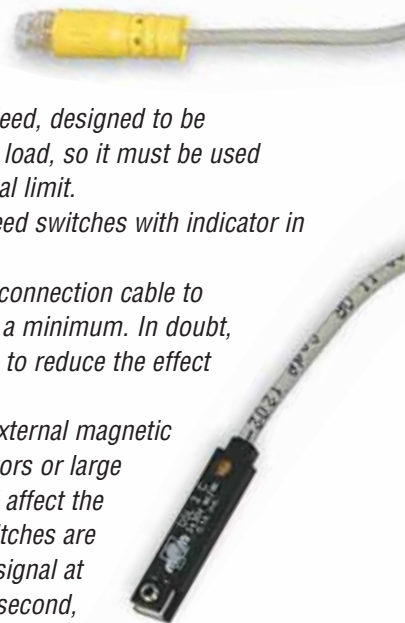 eed, designed to be
load, so it must be used
al limit.
eed switches with indicator in
connection cable to
a minimum. In doubt,
to reduce the effect
xternal magnetic
ors or large
affect the
itches are
signal at
second,